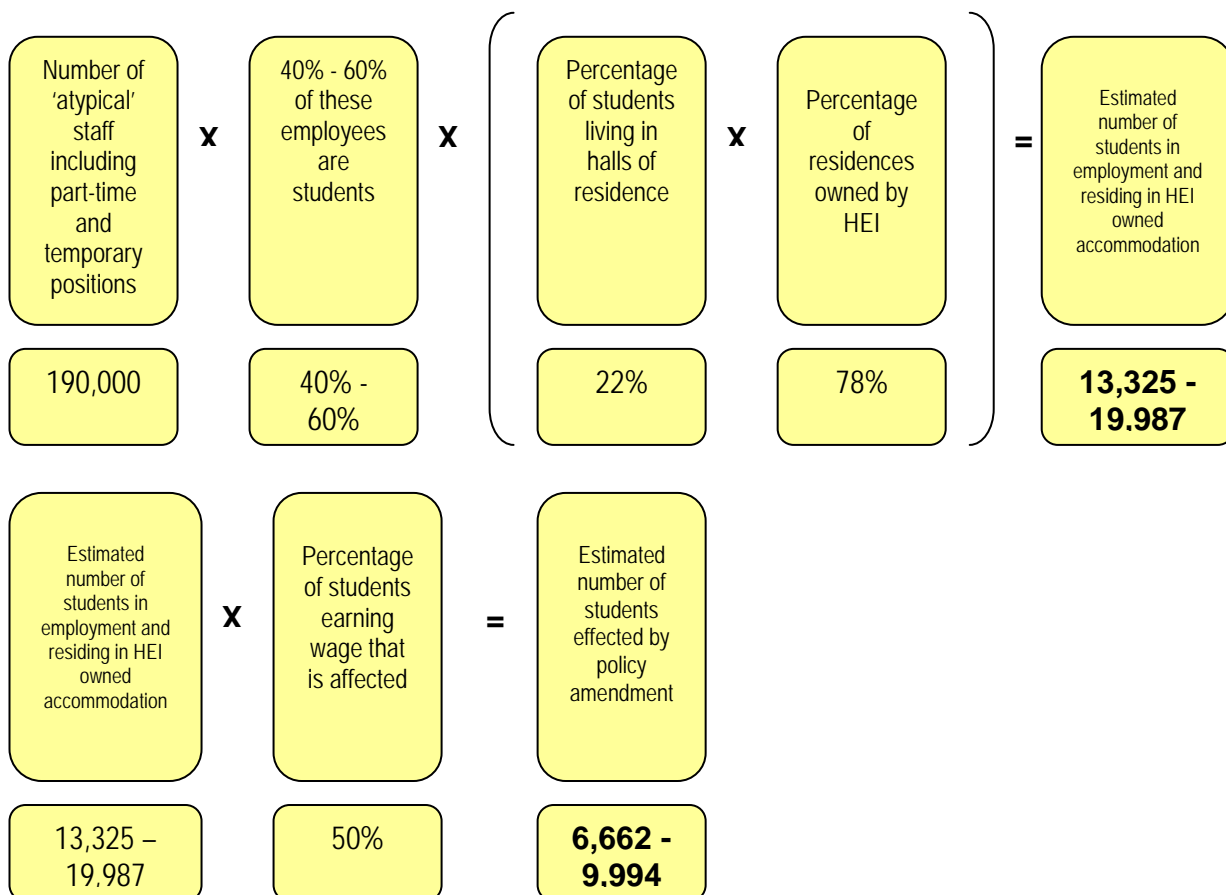 Number of
'atypical'
staff
including
part-time
and
temporary
positions
x
40% - 60%
of these
employees
are
students
x
Percentage
of students
living in
halls of
residence
x
Percentage
of
residences
owned by
HEI
=
Estimated
number of
students in
employment and
residing in HEI
owned
accommodation
190,000
40% -
60%
22%
78%
13,325 -
19,987
Estimated
number of
students in
employment and
residing in HEI
owned
accommodation
x
Percentage
of students
earning
wage that
is affected
=
Estimated
number of
students
effected by
policy
amendment
13,325 –
19,987
50%
6,662 -
9,994